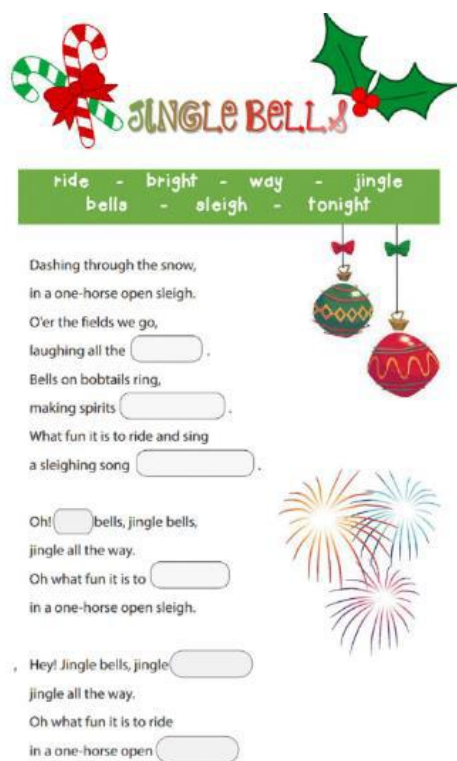 JINGLE BELLS
ride - bright - way - jingle
bells - sleigh - tonight
Dashing through the snow,
in a one-horse open sleigh.
O'er the fields we go,
laughing all the .
Bells on bobtails ring,
making spirits .
What fun it is to ride and sing
a sleighing song .
Oh! bells, jingle bells,
jingle all the way.
Oh what fun it is to
in a one-horse open sleigh.
, Hey! Jingle bells, jingle
jingle all the way.
Oh what fun it is to ride
in a one-horse open